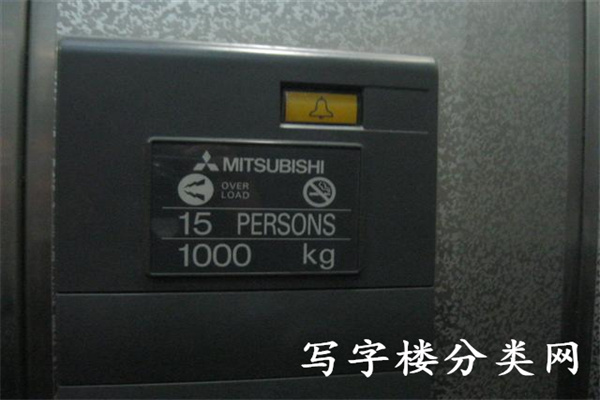 MITSUBISHI
OVER
LOAD
15 PERSONS
1000 kg
写字楼分类网